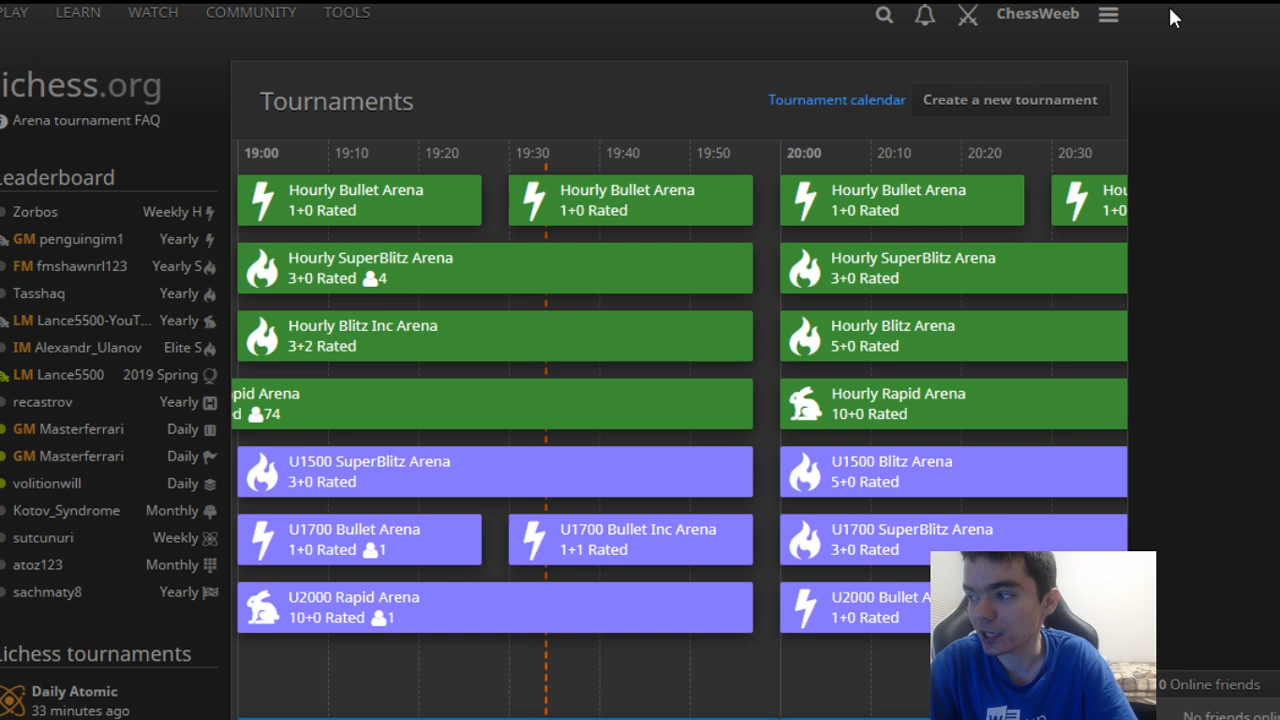 PLAY LEARN WATCH COMMUNITY TOOLS ChessWeeb
lichess.org
Arena tournament FAQ
Leaderboard
Zorbos Weekly H
GM penguingim1 Yearly
FM fmshawnrl123 Yearly S
Tasshaq Yearly
LM Lance5500-YouT... Yearly
IM Alexandr_Ulanov Elite S
LM Lance5500 2019 Spring
recastrov Yearly
GM Masterferrari Daily
GM Masterferrari Daily
volitionwill Daily
Kotov_Syndrome Monthly
sutcunuri Weekly
atoz123 Monthly
sachmaty8 Yearly
Lichess tournaments
Daily Atomic
33 minutes ago
Tournaments Tournament calendar Create a new tournament
19:00 19:10 19:20 19:30 19:40 19:50 20:00 20:10 20:20 20:30
Hourly Bullet Arena
1+0 Rated
Hourly Bullet Arena
1+0 Rated
Hourly Bullet Arena
1+0 Rated
Hou
1+0
Hourly SuperBlitz Arena
3+0 Rated 4
Hourly SuperBlitz Arena
3+0 Rated
Hourly Blitz Inc Arena
3+2 Rated
Hourly Blitz Arena
5+0 Rated
pid Arena
d 74
Hourly Rapid Arena
10+0 Rated
U1500 SuperBlitz Arena
3+0 Rated
U1500 Blitz Arena
5+0 Rated
U1700 Bullet Arena
1+0 Rated 1
U1700 Bullet Inc Arena
1+1 Rated
U1700 SuperBlitz Arena
3+0 Rated
U2000 Rapid Arena
10+0 Rated 1
U2000 Bullet A
1+0 Rated
0 Online friends
No friends onli